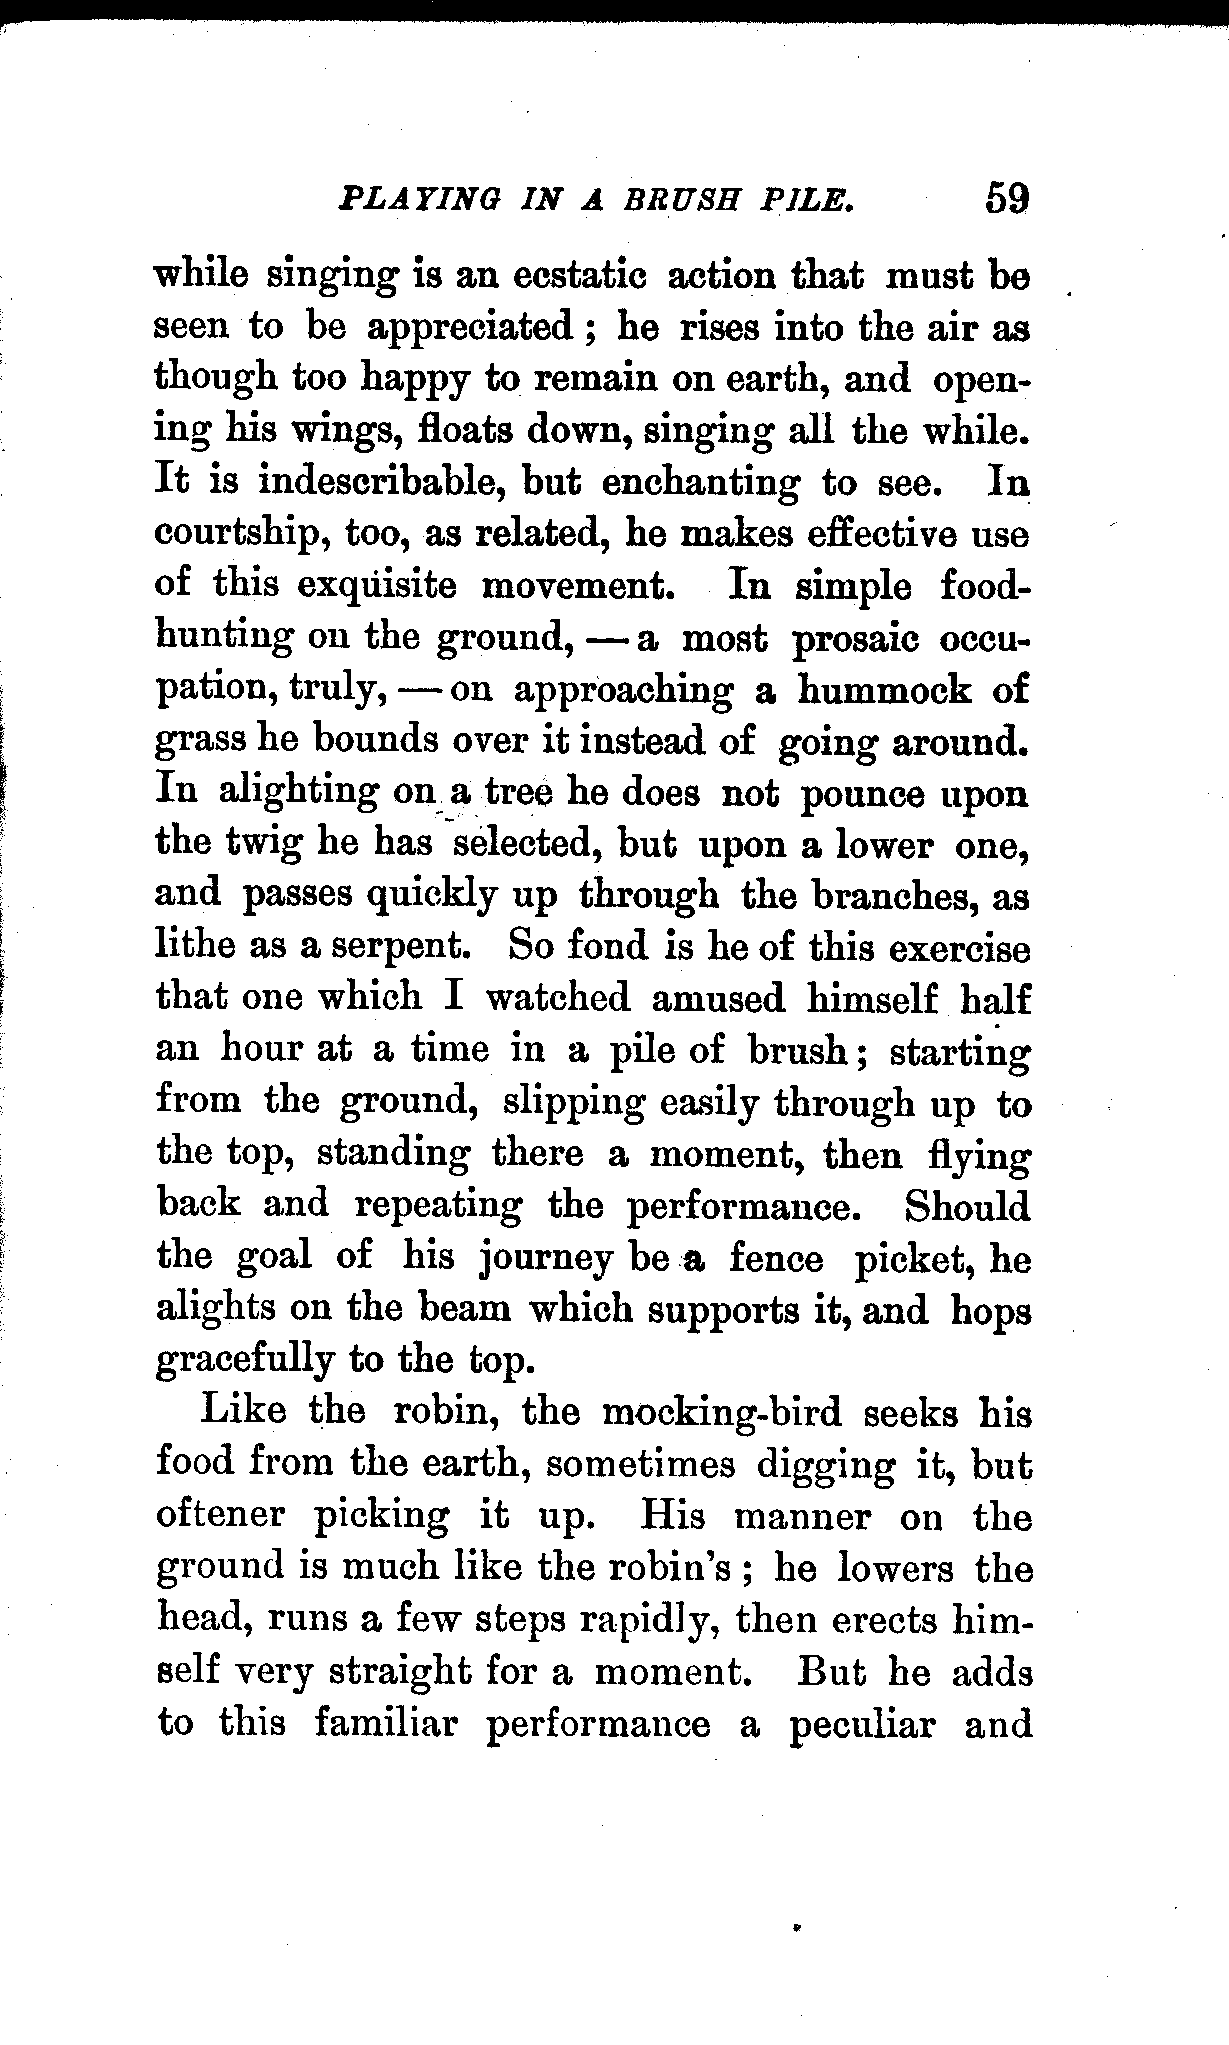 PLAYING IN A BRUSH PILE. 59
while singing is an ecstatic action that must be
seen to be appreciated ; he rises into the air as
though too happy to remain on earth, and open-
ing his wings, floats down, singing all the while.
It is indescribable, but enchanting to see. In
courtship, too, as related, he makes effective use
of this exquisite movement. In simple food-
hunting on the ground, — a most prosaic occu-
pation, truly, — on approaching a hummock of
grass he bounds over it instead of going around.
In alighting on a tree he does not pounce upon
the twig he has selected, but upon a lower one,
and passes quickly up through the branches, as
lithe as a serpent. So fond is he of this exercise
that one which I watched amused himself half
an hour at a time in a pile of brush ; starting
from the ground, slipping easily through up to
the top, standing there a moment, then flying
back and repeating the performance. Should
the goal of his journey be a fence picket, he
alights on the beam which supports it, and hops
gracefully to the top.
Like the robin, the mocking-bird seeks his
food from the earth, sometimes digging it, but
oftener picking it up. His manner on the
ground is much like the robin's ; he lowers the
head, runs a few steps rapidly, then erects him-
self very straight for a moment. But he adds
to this familiar performance a peculiar and